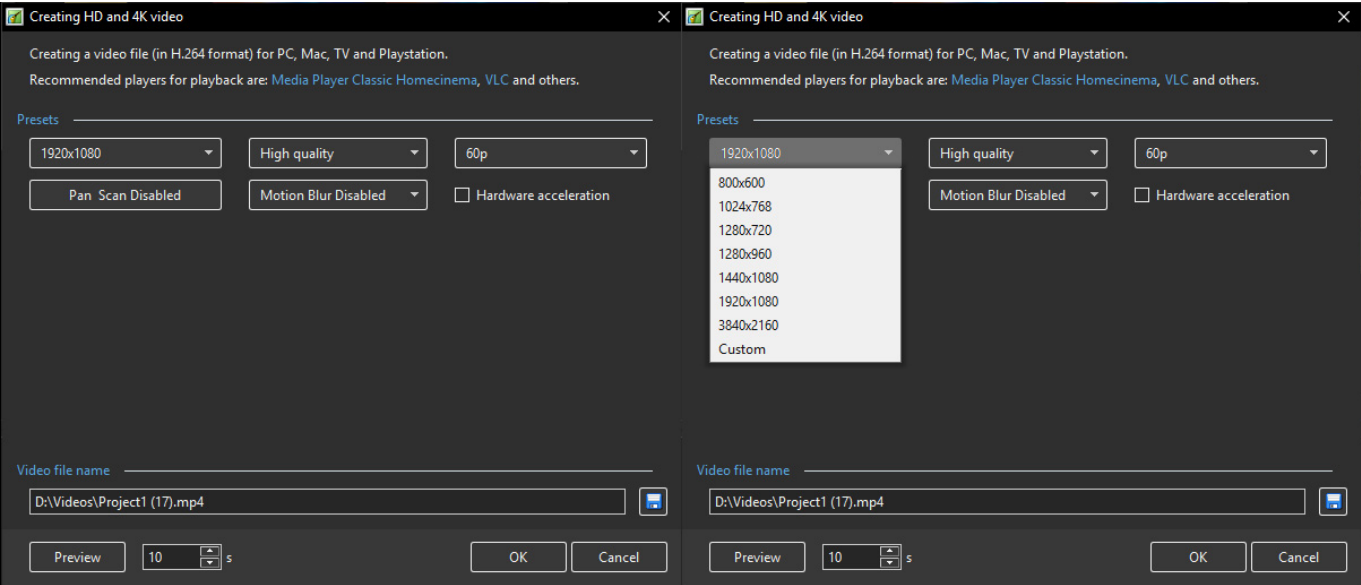 Creating HD and 4K video
Creating a video file (in H.264 format) for PC, Mac, TV and Playstation.
Recommended players for playback are: Media Player Classic Homecinema, VLC and others.
Presets
1920x1080 High quality 60p
Pan Scan Disabled Motion Blur Disabled Hardware acceleration
Video file name
D:\Videos\Project1 (17).mp4
Preview 10 s OK Cancel
Creating HD and 4K video
Creating a video file (in H.264 format) for PC, Mac, TV and Playstation.
Recommended players for playback are: Media Player Classic Homecinema, VLC and others.
Presets
1920x1080 High quality 60p
800x600
Motion Blur Disabled Hardware acceleration
1024x768
1280x720
1280x960
1440x1080
1920x1080
3840x2160
Custom
Video file name
D:\Videos\Project1 (17).mp4
Preview 10 s OK Cancel